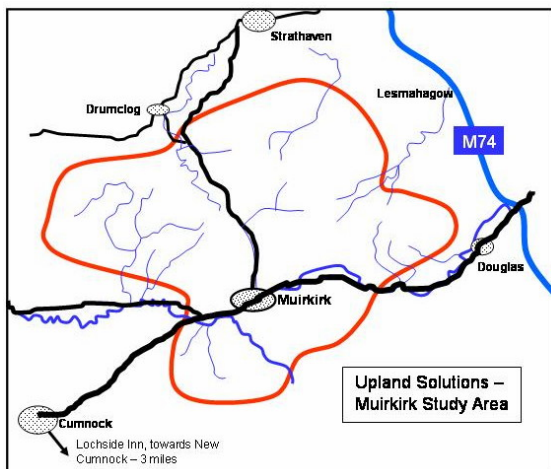 Strathaven
Lesmahagow
Drumclog
M74
Douglas
Muirkirk
Upland Solutions –
Muirkirk Study Area
Cumnock
Lochside Inn, towards New
Cumnock – 3 miles